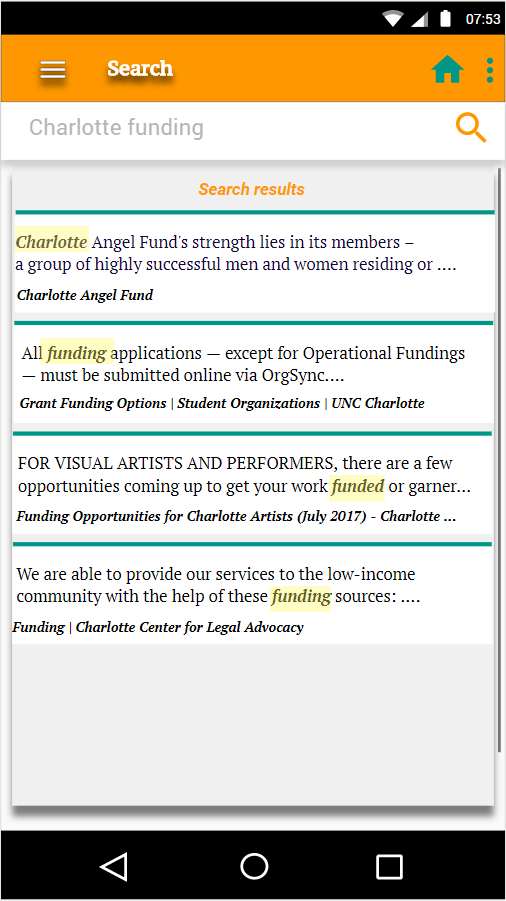 07:53
Search
Charlotte funding
Search results
Charlotte Angel Fund's strength lies in its members –
a group of highly successful men and women residing or ....
Charlotte Angel Fund
All funding applications — except for Operational Fundings
— must be submitted online via OrgSync....
Grant Funding Options | Student Organizations | UNC Charlotte
FOR VISUAL ARTISTS AND PERFORMERS, there are a few
opportunities coming up to get your work funded or garner...
Funding Opportunities for Charlotte Artists (July 2017) - Charlotte ...
We are able to provide our services to the low-income
community with the help of these funding sources: ....
Funding | Charlotte Center for Legal Advocacy